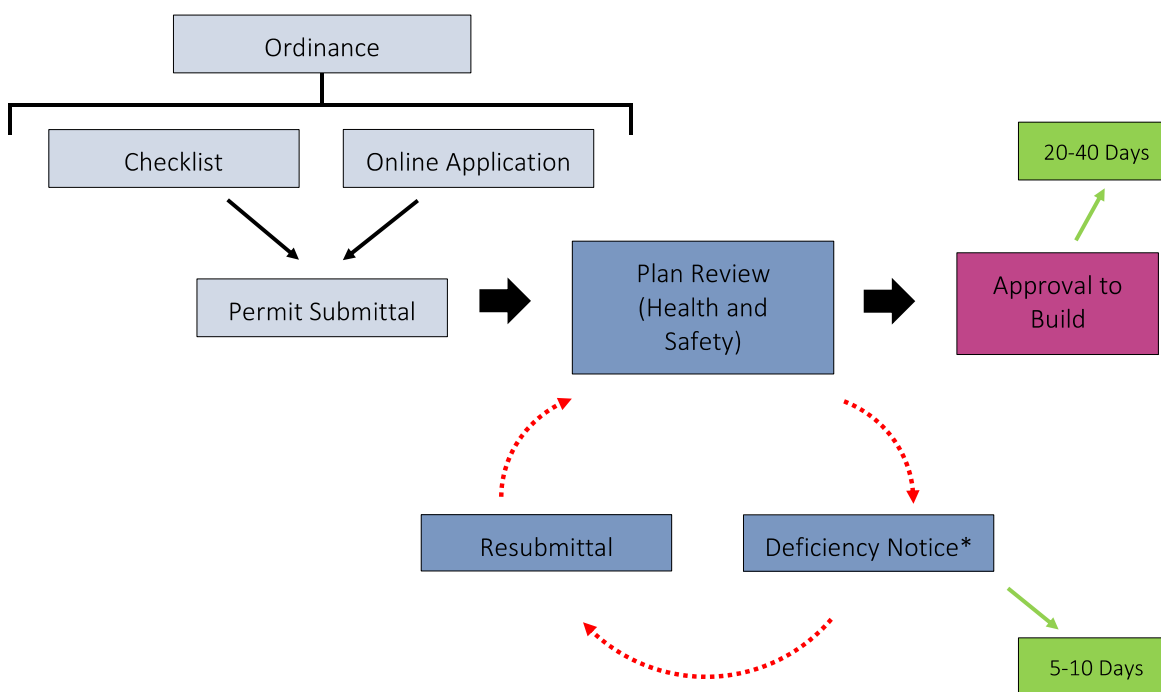 Ordinance
Checklist
Online Application
20-40 Days
Permit Submittal
Plan Review
(Health and
Safety)
Approval to
Build
Resubmittal
Deficiency Notice*
5-10 Days